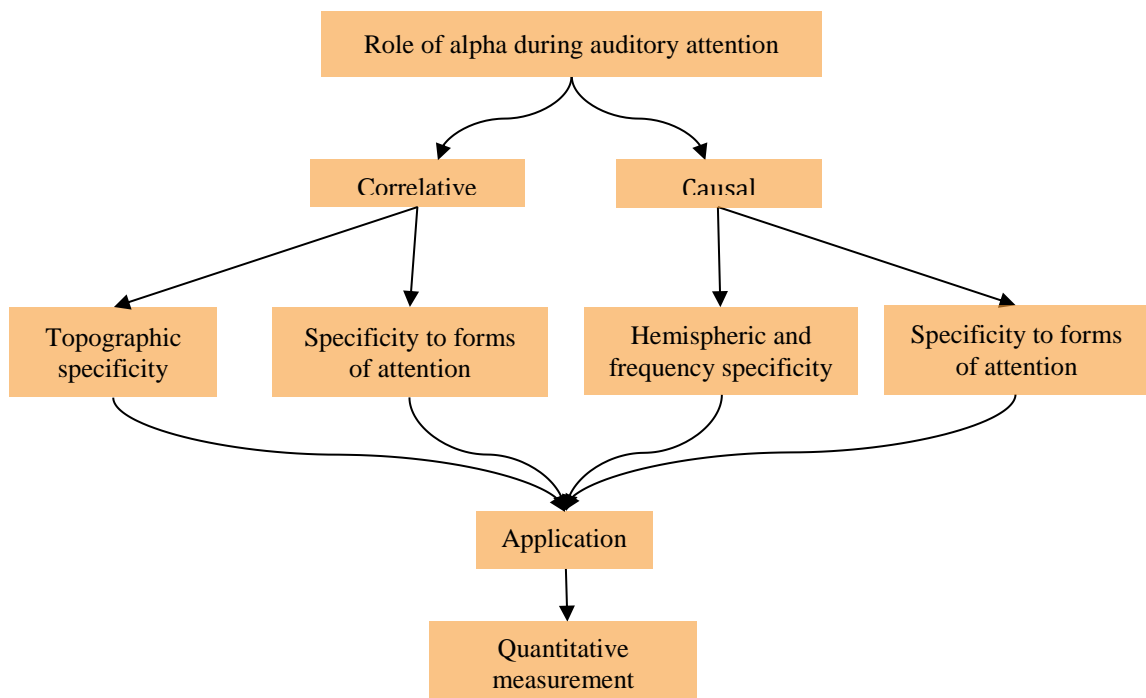 Role of alpha during auditory attention
Correlative
Causal
Topographic
specificity
Specificity to forms
of attention
Hemispheric and
frequency specificity
Specificity to forms
of attention
Application
Quantitative
measurement